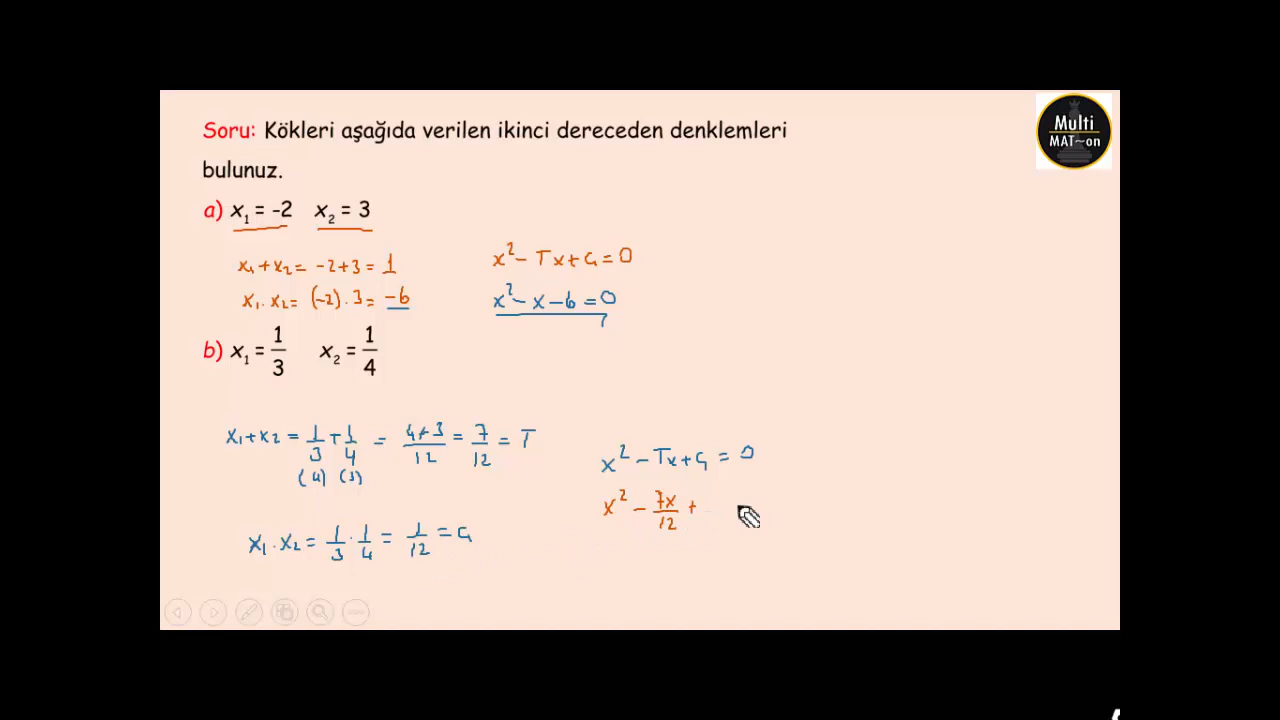 Multi
MAT~on
Soru: Kökleri aşağıda verilen ikinci dereceden denklemleri
bulunuz.
a) x₁ = -2 x₂ = 3
x₁+x₂ = -2+3 = 1
x² - Tx+Ç = 0
x₁.x₂ = (-2).3 = -6
x² - x - 6 = 0
b) x₁ = 1/3 x₂ = 1/4
x₁+x₂ = 1/3 + 1/4 = 4+3/12 = 7/12 = T
(4) (3)
x² - Tx+Ç = 0
x² - 7x/12 +
x₁.x₂ = 1/3 . 1/4 = 1/12 = Ç